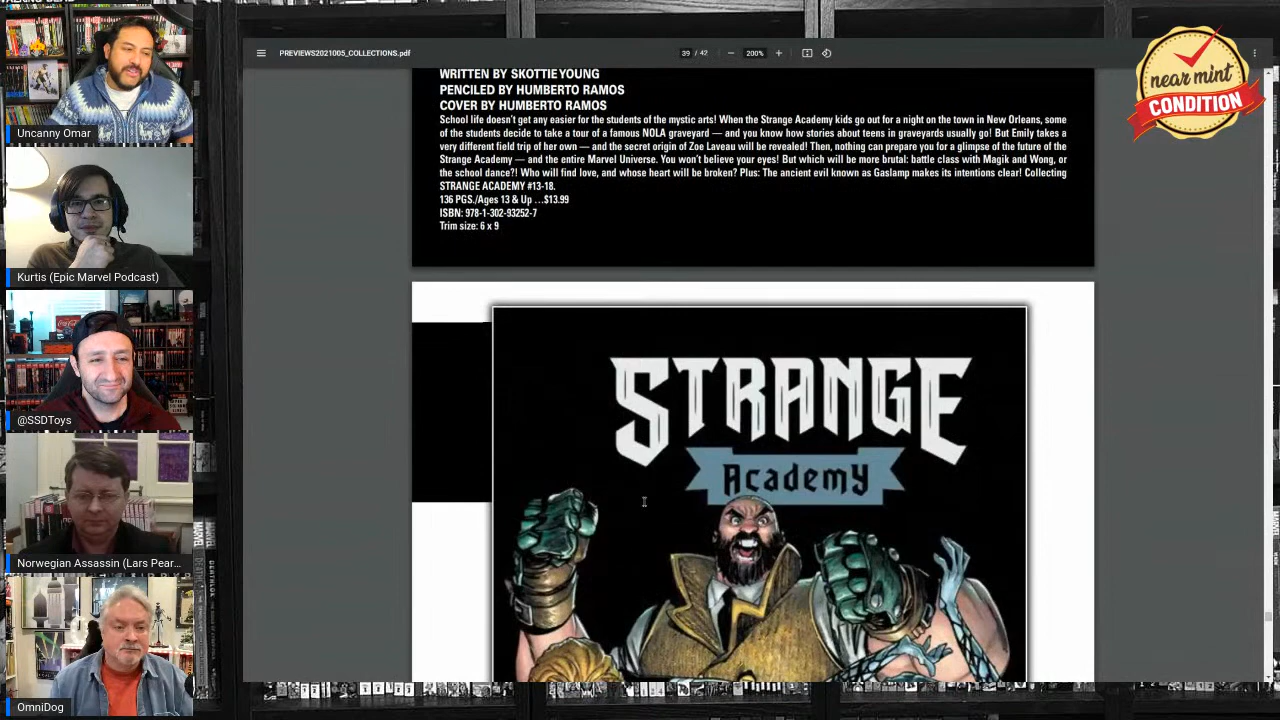 Uncanny Omar
Kurtis (Epic Marvel Podcast)
@SSDToys
Norwegian Assassin (Lars Pear...
OmniDog
PREVIEWS2021005_COLLECTIONS.pdf
39 / 42
200%
near mint
CONDITION
WRITTEN BY SKOTTIE YOUNG
PENCILED BY HUMBERTO RAMOS
COVER BY HUMBERTO RAMOS
School life doesn't get any easier for the students of the mystic arts! When the Strange Academy kids go out for a night on the town in New Orleans, some
of the students decide to take a tour of a famous NOLA graveyard — and you know how stories about teens in graveyards usually go! But Emily takes a
very different field trip of her own — and the secret origin of Zoe Laveau will be revealed! Then, nothing can prepare you for a glimpse of the future of the
Strange Academy — and the entire Marvel Universe. You won't believe your eyes! But which will be more brutal: battle class with Magik and Wong, or
the school dance?! Who will find love, and whose heart will be broken? Plus: The ancient evil known as Gaslamp makes its intentions clear! Collecting
STRANGE ACADEMY #13-18.
136 PGS./Ages 13 & Up …$13.99
ISBN: 978-1-302-93252-7
Trim size: 6 x 9
STRANGE
Academy